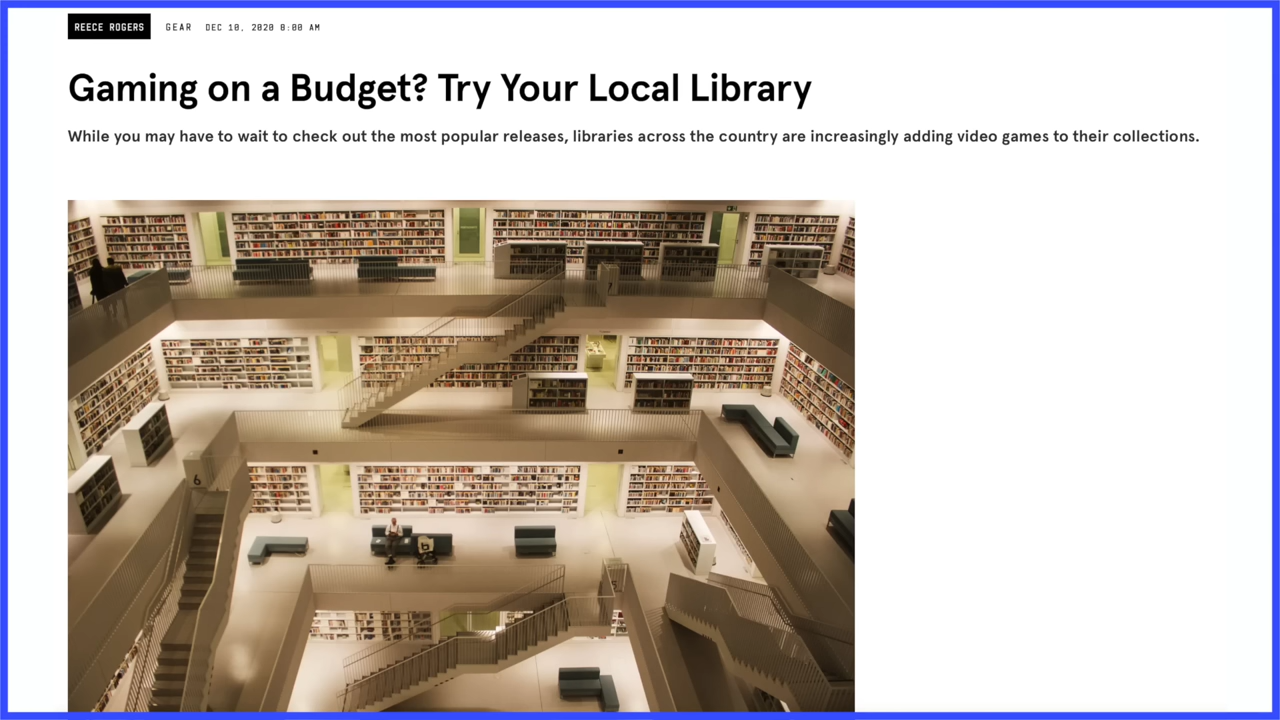 REECE ROGERS GEAR DEC 10, 2020 8:00 AM
Gaming on a Budget? Try Your Local Library
While you may have to wait to check out the most popular releases, libraries across the country are increasingly adding video games to their collections.
7
6